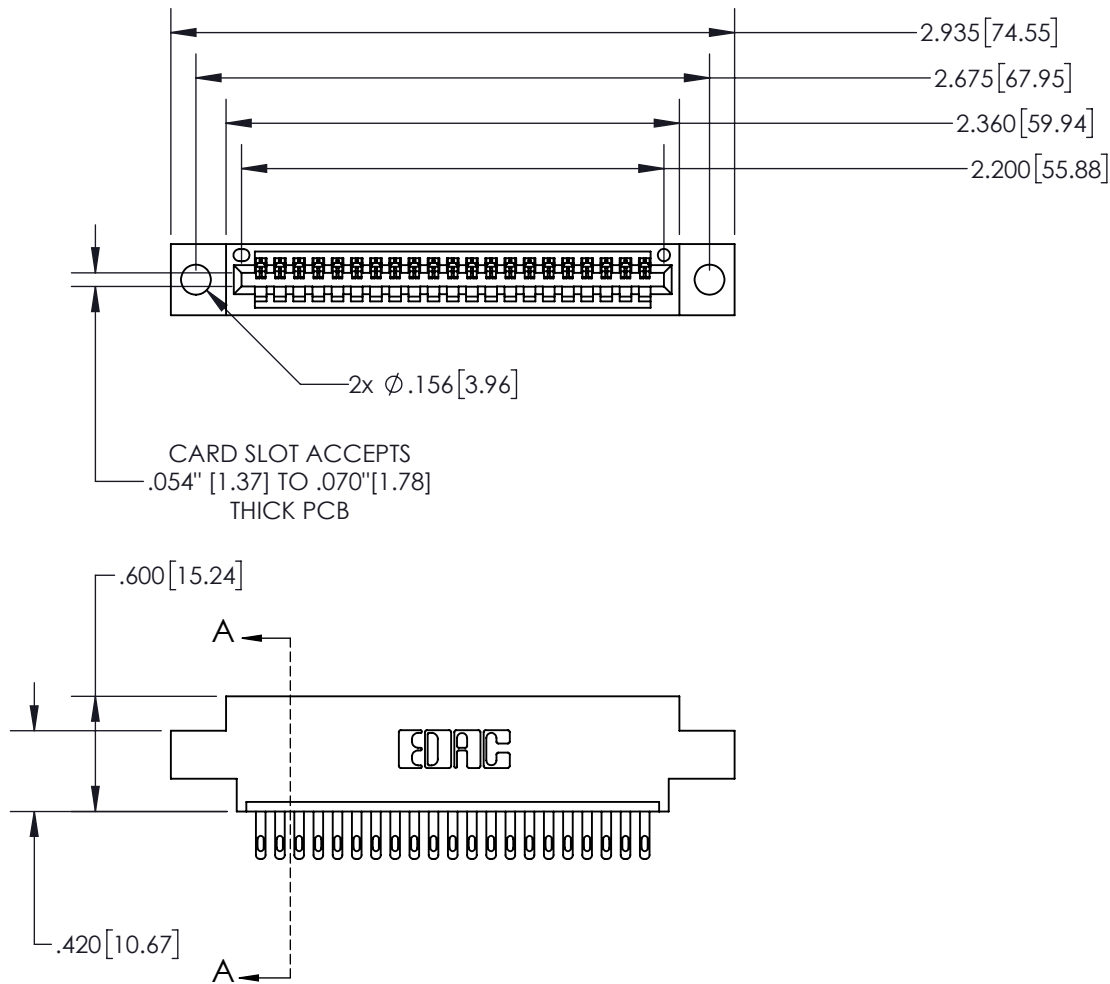 2.935[74.55]
2.675[67.95]
2.360[59.94]
2.200[55.88]
2x Ø.156[3.96]
CARD SLOT ACCEPTS
.054" [1.37] TO .070"[1.78]
THICK PCB
.600[15.24]
A
EDAC
.420[10.67]
A